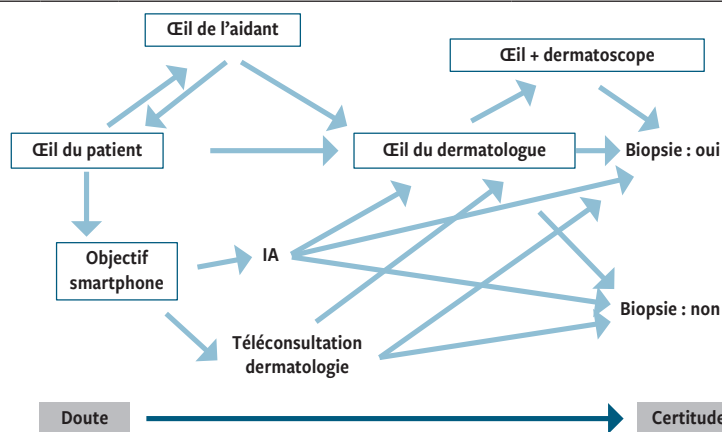 Œil de l'aidant
Œil + dermatoscope
Œil du patient
Œil du dermatologue
Biopsie : oui
Objectif
smartphone
IA
Biopsie : non
Téléconsultation
dermatologie
Doute
Certitude